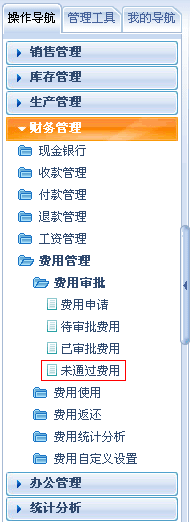 操作导航 管理工具 我的导航
销售管理
库存管理
生产管理
财务管理
现金银行
收款管理
付款管理
退款管理
工资管理
费用管理
费用审批
费用申请
待审批费用
已审批费用
未通过费用
费用使用
费用返还
费用统计分析
费用自定义设置
办公管理
统计分析